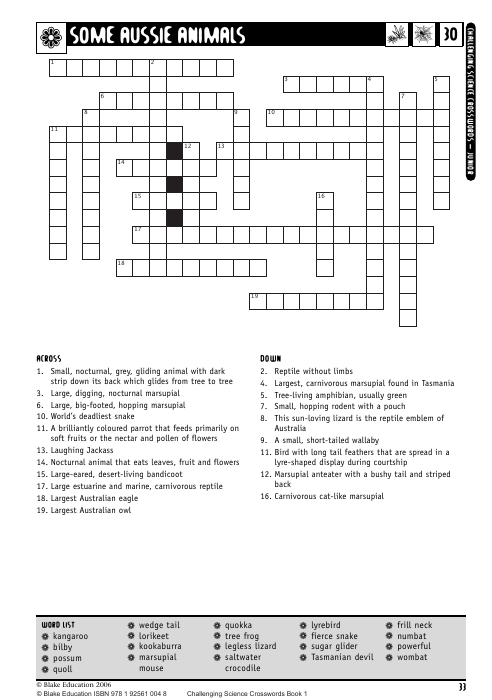 SOME AUSSIE ANIMALS
30
CHALLENGING SCIENCE CROSSWORDS – JUNIOR
1
2
3
4
5
6
7
8
9
10
11
12
13
14
15
16
17
18
19
ACROSS
1. Small, nocturnal, grey, gliding animal with dark
strip down its back which glides from tree to tree
3. Large, digging, nocturnal marsupial
6. Large, big-footed, hopping marsupial
10. World's deadliest snake
11. A brilliantly coloured parrot that feeds primarily on
soft fruits or the nectar and pollen of flowers
13. Laughing Jackass
14. Nocturnal animal that eats leaves, fruit and flowers
15. Large-eared, desert-living bandicoot
17. Large estuarine and marine, carnivorous reptile
18. Largest Australian eagle
19. Largest Australian owl
DOWN
2. Reptile without limbs
4. Largest, carnivorous marsupial found in Tasmania
5. Tree-living amphibian, usually green
7. Small, hopping rodent with a pouch
8. This sun-loving lizard is the reptile emblem of
Australia
9. A small, short-tailed wallaby
11. Bird with long tail feathers that are spread in a
lyre-shaped display during courtship
12. Marsupial anteater with a bushy tail and striped
back
16. Carnivorous cat-like marsupial
WORD LIST
kangaroo
bilby
possum
quoll
wedge tail
lorikeet
kookaburra
marsupial
mouse
quokka
tree frog
legless lizard
saltwater
crocodile
lyrebird
fierce snake
sugar glider
Tasmanian devil
frill neck
numbat
powerful
wombat
© Blake Education 2006
33
© Blake Education ISBN 978 1 92561 004 8 Challenging Science Crosswords Book 1